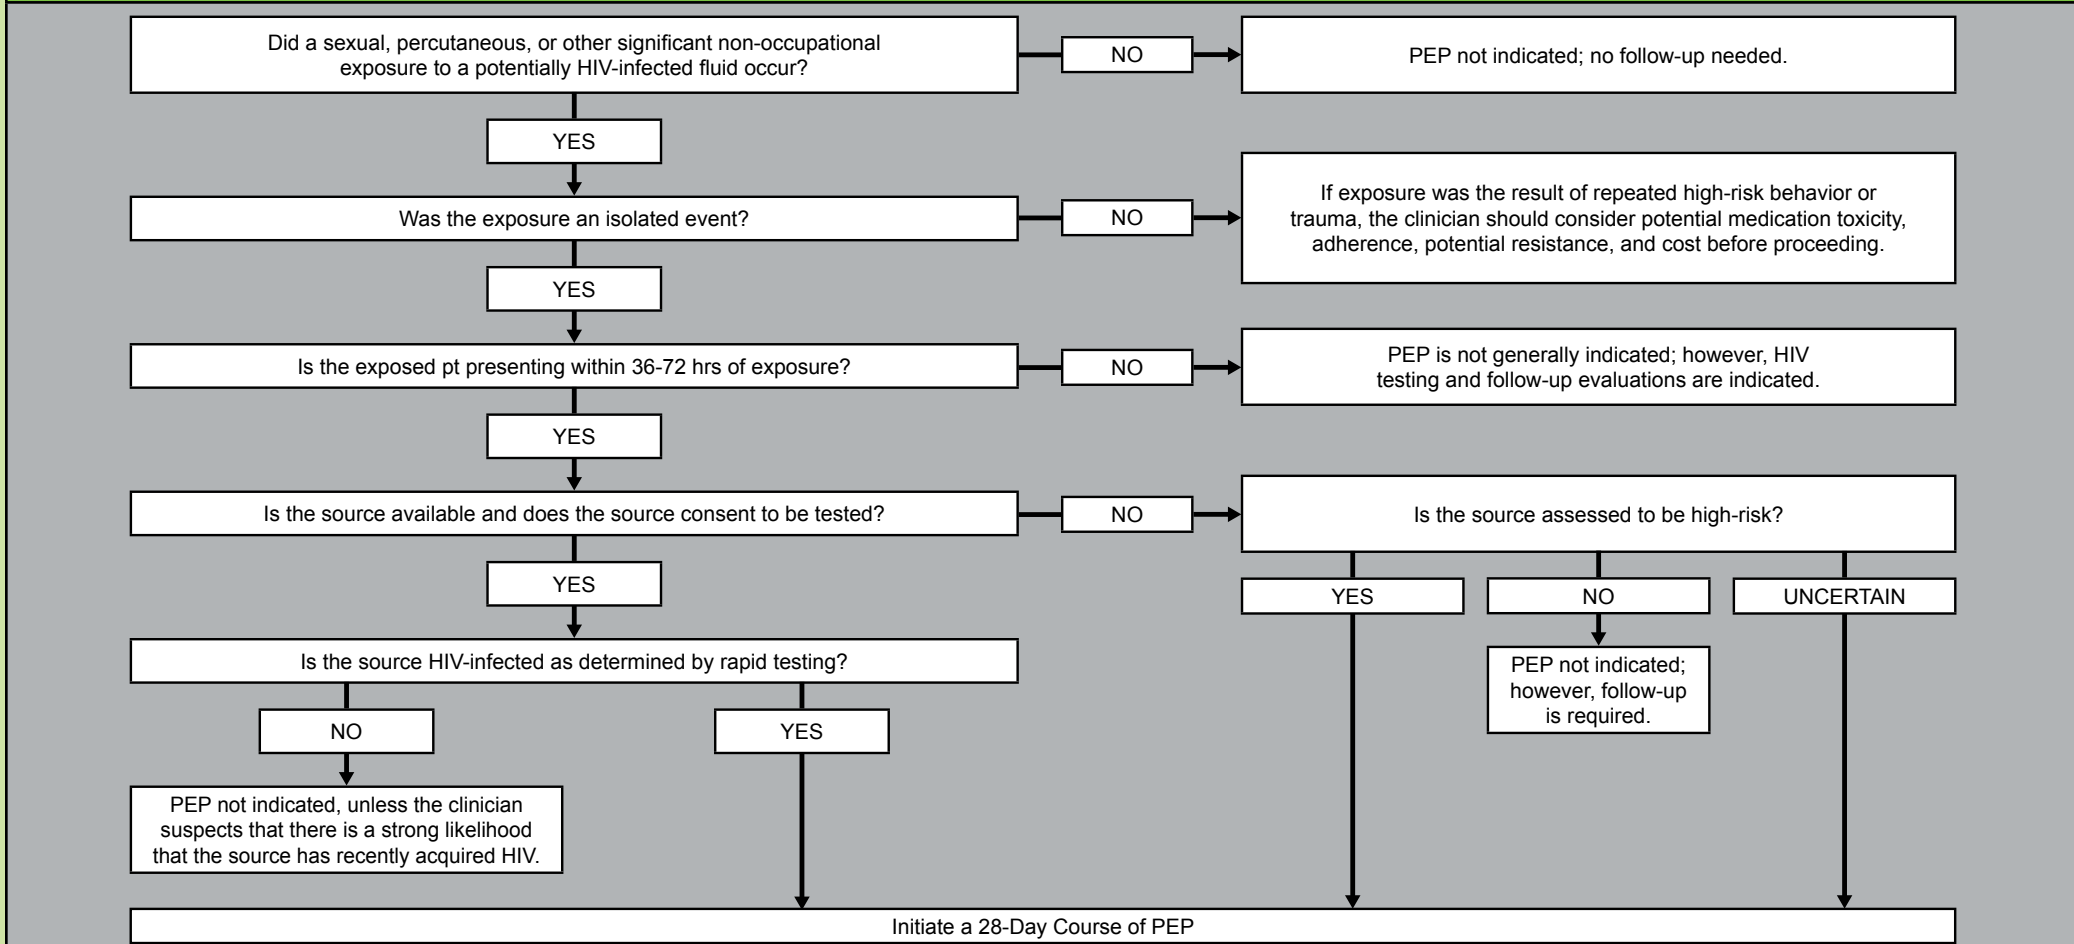 Did a sexual, percutaneous, or other significant non-occupational
exposure to a potentially HIV-infected fluid occur?
NO
PEP not indicated; no follow-up needed.
YES
Was the exposure an isolated event?
NO
If exposure was the result of repeated high-risk behavior or
trauma, the clinician should consider potential medication toxicity,
adherence, potential resistance, and cost before proceeding.
YES
Is the exposed pt presenting within 36-72 hrs of exposure?
NO
PEP is not generally indicated; however, HIV
testing and follow-up evaluations are indicated.
YES
Is the source available and does the source consent to be tested?
NO
Is the source assessed to be high-risk?
YES
YES
NO
UNCERTAIN
Is the source HIV-infected as determined by rapid testing?
PEP not indicated;
however, follow-up
is required.
NO
YES
PEP not indicated, unless the clinician
suspects that there is a strong likelihood
that the source has recently acquired HIV.
Initiate a 28-Day Course of PEP